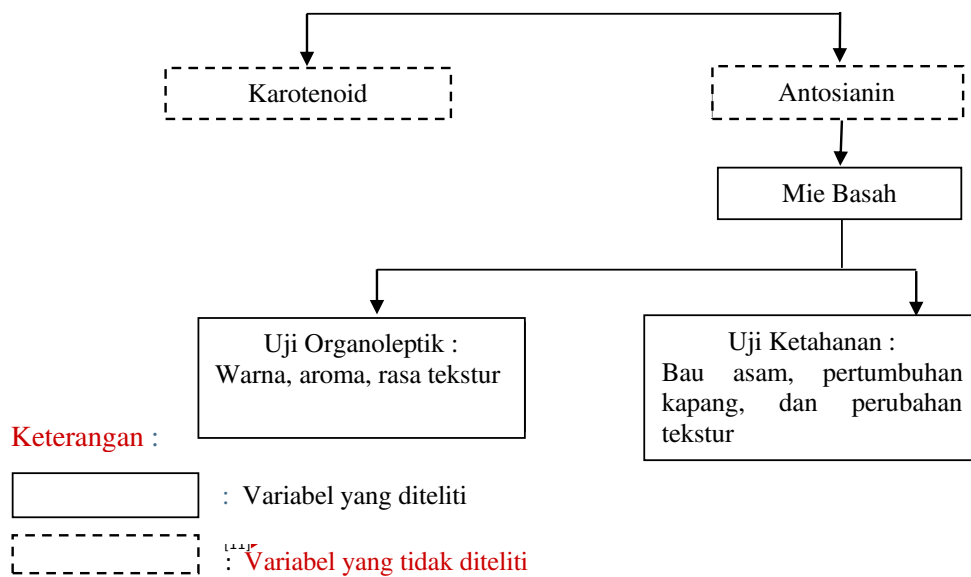 Karotenoid
Antosianin
Mie Basah
Uji Organoleptik :
Warna, aroma, rasa tekstur
Uji Ketahanan :
Bau asam, pertumbuhan
kapang, dan perubahan
tekstur
Keterangan :
: Variabel yang diteliti
[11]
: Variabel yang tidak diteliti